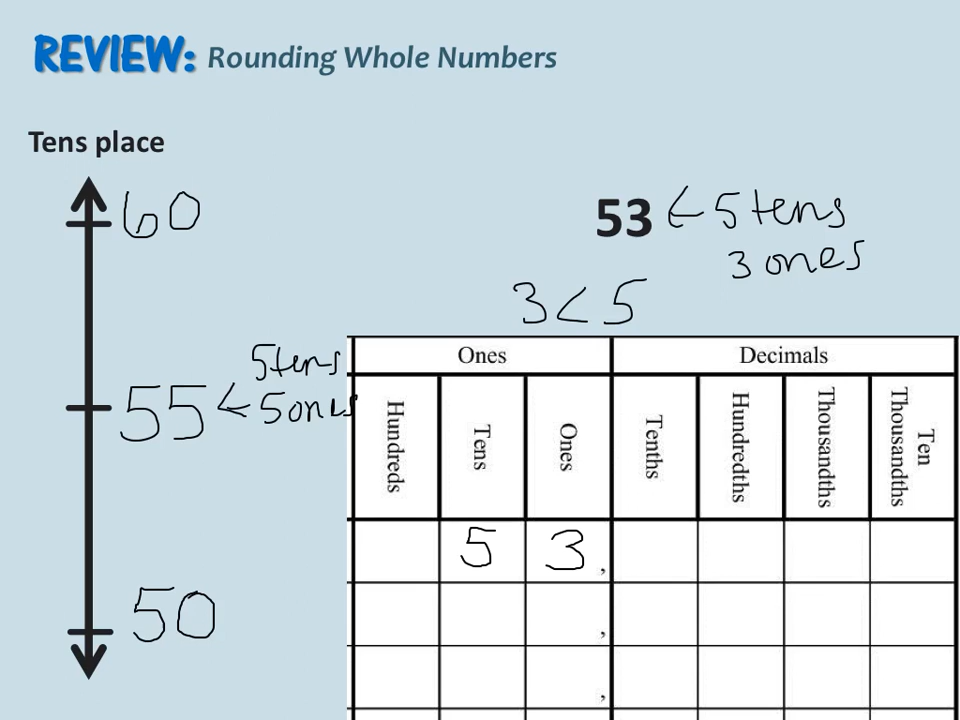 REVIEW: Rounding Whole Numbers
Tens place
60
53 < 5 tens
3 ones
3 < 5
5 tens
55 < 5 ones
50
Ones Decimals
Hundreds Tens Ones Tenths Hundredths Thousandths Ten Thousandths
5 3 ,
,
,